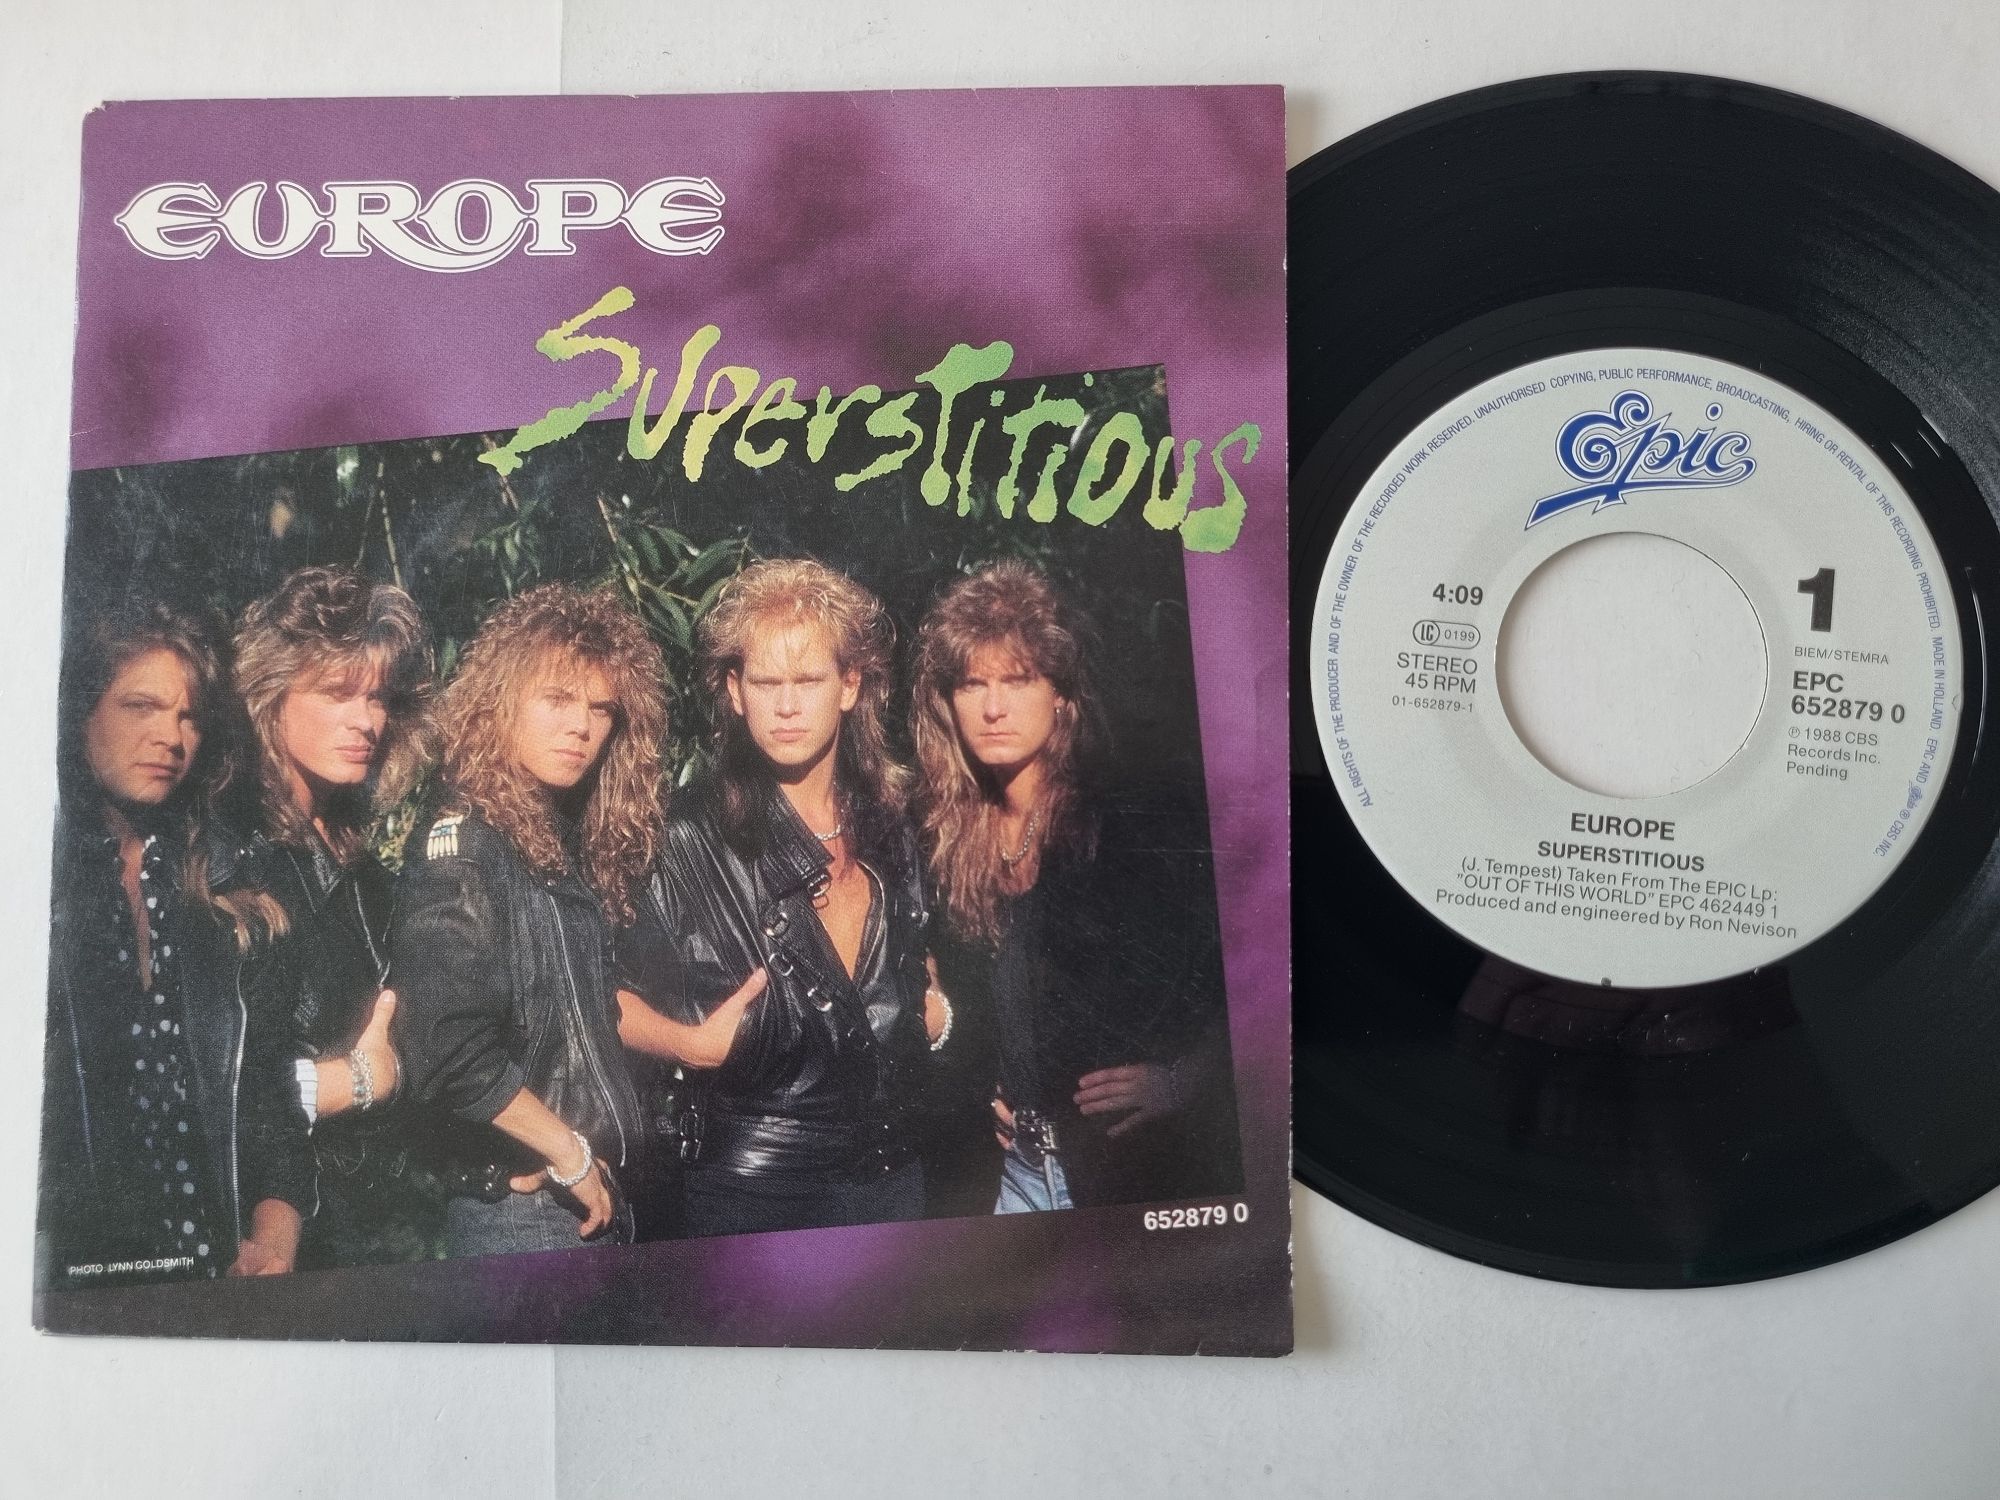 EUROPE
Superstitious
652879 0
PHOTO: LYNN GOLDSMITH
ALL RIGHTS OF THE PRODUCER AND OF THE OWNER OF THE RECORDED WORK RESERVED. UNAUTHORISED COPYING, PUBLIC PERFORMANCE, BROADCASTING, HIRING OR RENTAL OF THIS RECORDING PROHIBITED. MADE IN HOLLAND. EPIC AND Epic ® CBS INC.
Epic
4:09
LC 0199
STEREO
45 RPM
01-652879-1
1
BIEM/STEMRA
EPC
652879 0
℗ 1988 CBS
Records Inc.
Pending
EUROPE
SUPERSTITIOUS
(J. Tempest) Taken From The EPIC Lp:
"OUT OF THIS WORLD" EPC 462449 1
Produced and engineered by Ron Nevison